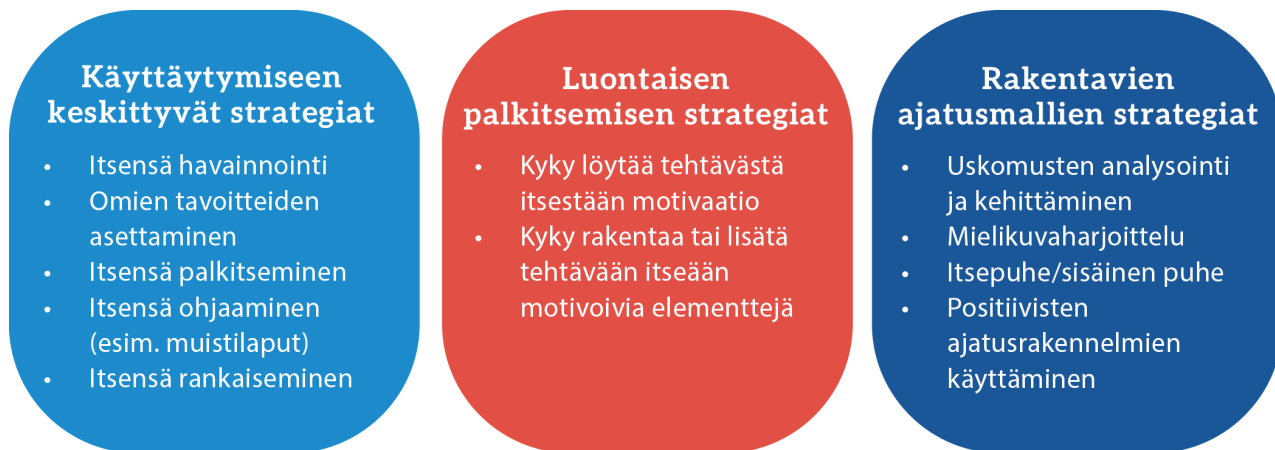 Käyttäytymiseen
keskittyvät strategiat
• Itsensä havainnointi
• Omien tavoitteiden
asettaminen
• Itsensä palkitseminen
• Itsensä ohjaaminen
(esim. muistilaput)
• Itsensä rankaiseminen
Luontaisen
palkitsemisen strategiat
• Kyky löytää tehtävästä
itsestään motivaatio
• Kyky rakentaa tai lisätä
tehtävään itseään
motivoivia elementtejä
Rakentavien
ajatusmallien strategiat
• Uskomusten analysointi
ja kehittäminen
• Mielikuvaharjoittelu
• Itsepuhe/sisäinen puhe
• Positiivisten
ajatusrakennelmien
käyttäminen